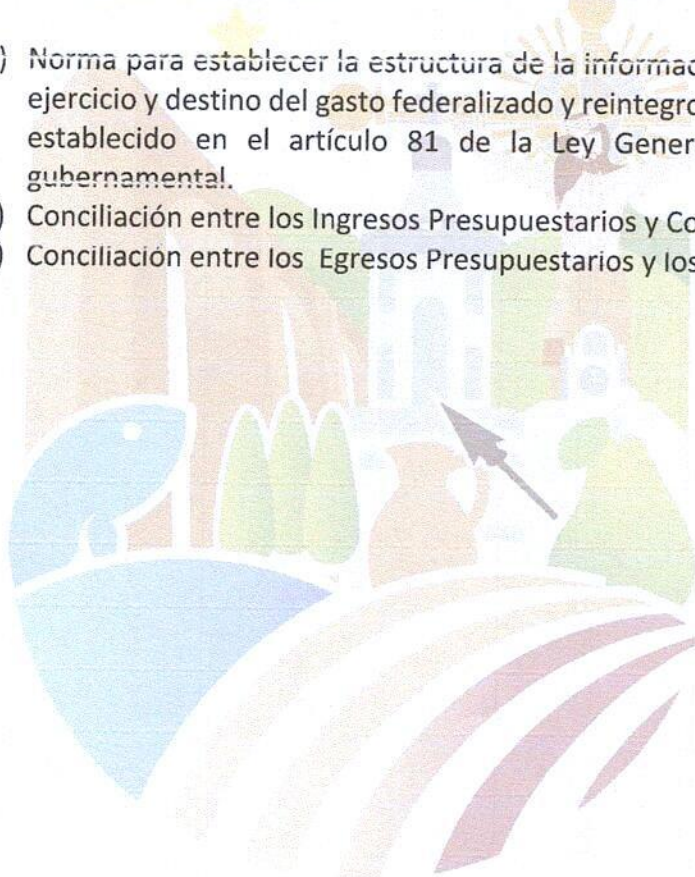 ) Norma para establecer la estructura de la informac
ejercicio y destino del gasto federalizado y reintegro
establecido en el artículo 81 de la Ley Gener
gubernamental.
) Conciliación entre los Ingresos Presupuestarios y Co
) Conciliación entre los Egresos Presupuestarios y los